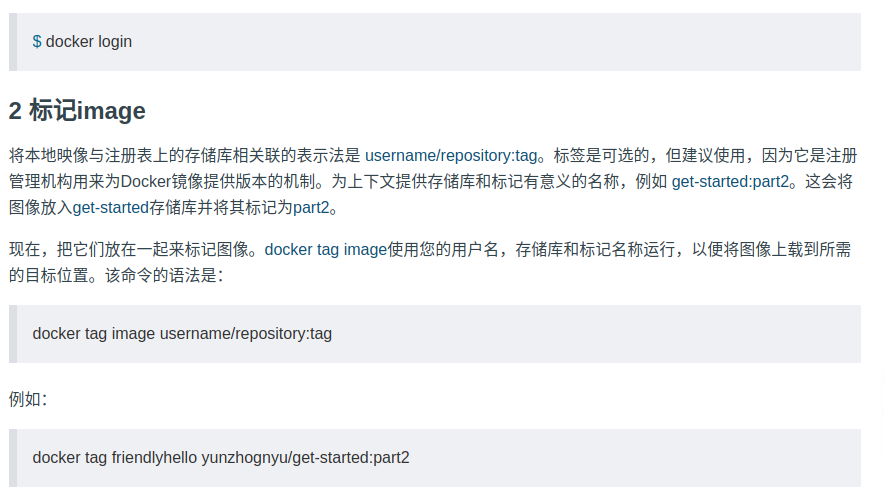 $ docker login
2 标记image
将本地映像与注册表上的存储库相关联的表示法是 username/repository:tag。标签是可选的，但建议使用，因为它是注册
管理机构用来为Docker镜像提供版本的机制。为上下文提供存储库和标记有意义的名称，例如 get-started:part2。这会将
图像放入get-started存储库并将其标记为part2。
现在，把它们放在一起来标记图像。docker tag image使用您的用户名，存储库和标记名称运行，以便将图像上载到所需
的目标位置。该命令的语法是：
docker tag image username/repository:tag
例如：
docker tag friendlyhello yunzhognyu/get-started:part2